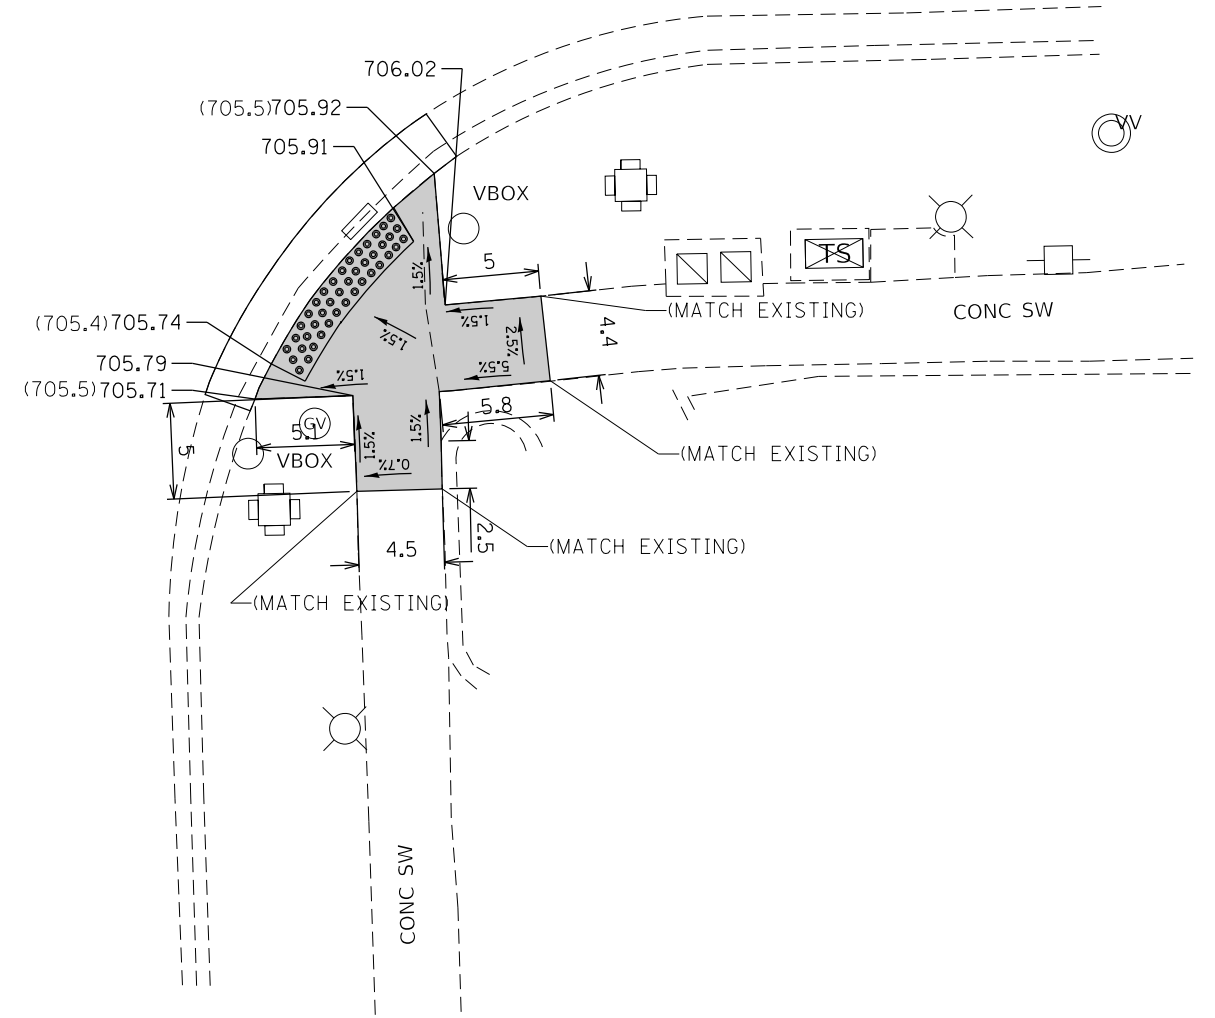 706.02
(705.5)705.92
705.91
VV
VBOX
TS
5
1.5%
(MATCH EXISTING)
CONC SW
1.5%
2.5%
4.4
(705.4)705.74
1.5%
705.79
5.5%
1.5%
(705.5)705.71
5.8
GV
5.1
1.5%
1.5%
5
VBOX
0.7%
(MATCH EXISTING)
2.5
4.5
(MATCH EXISTING)
(MATCH EXISTING)
CONC SW